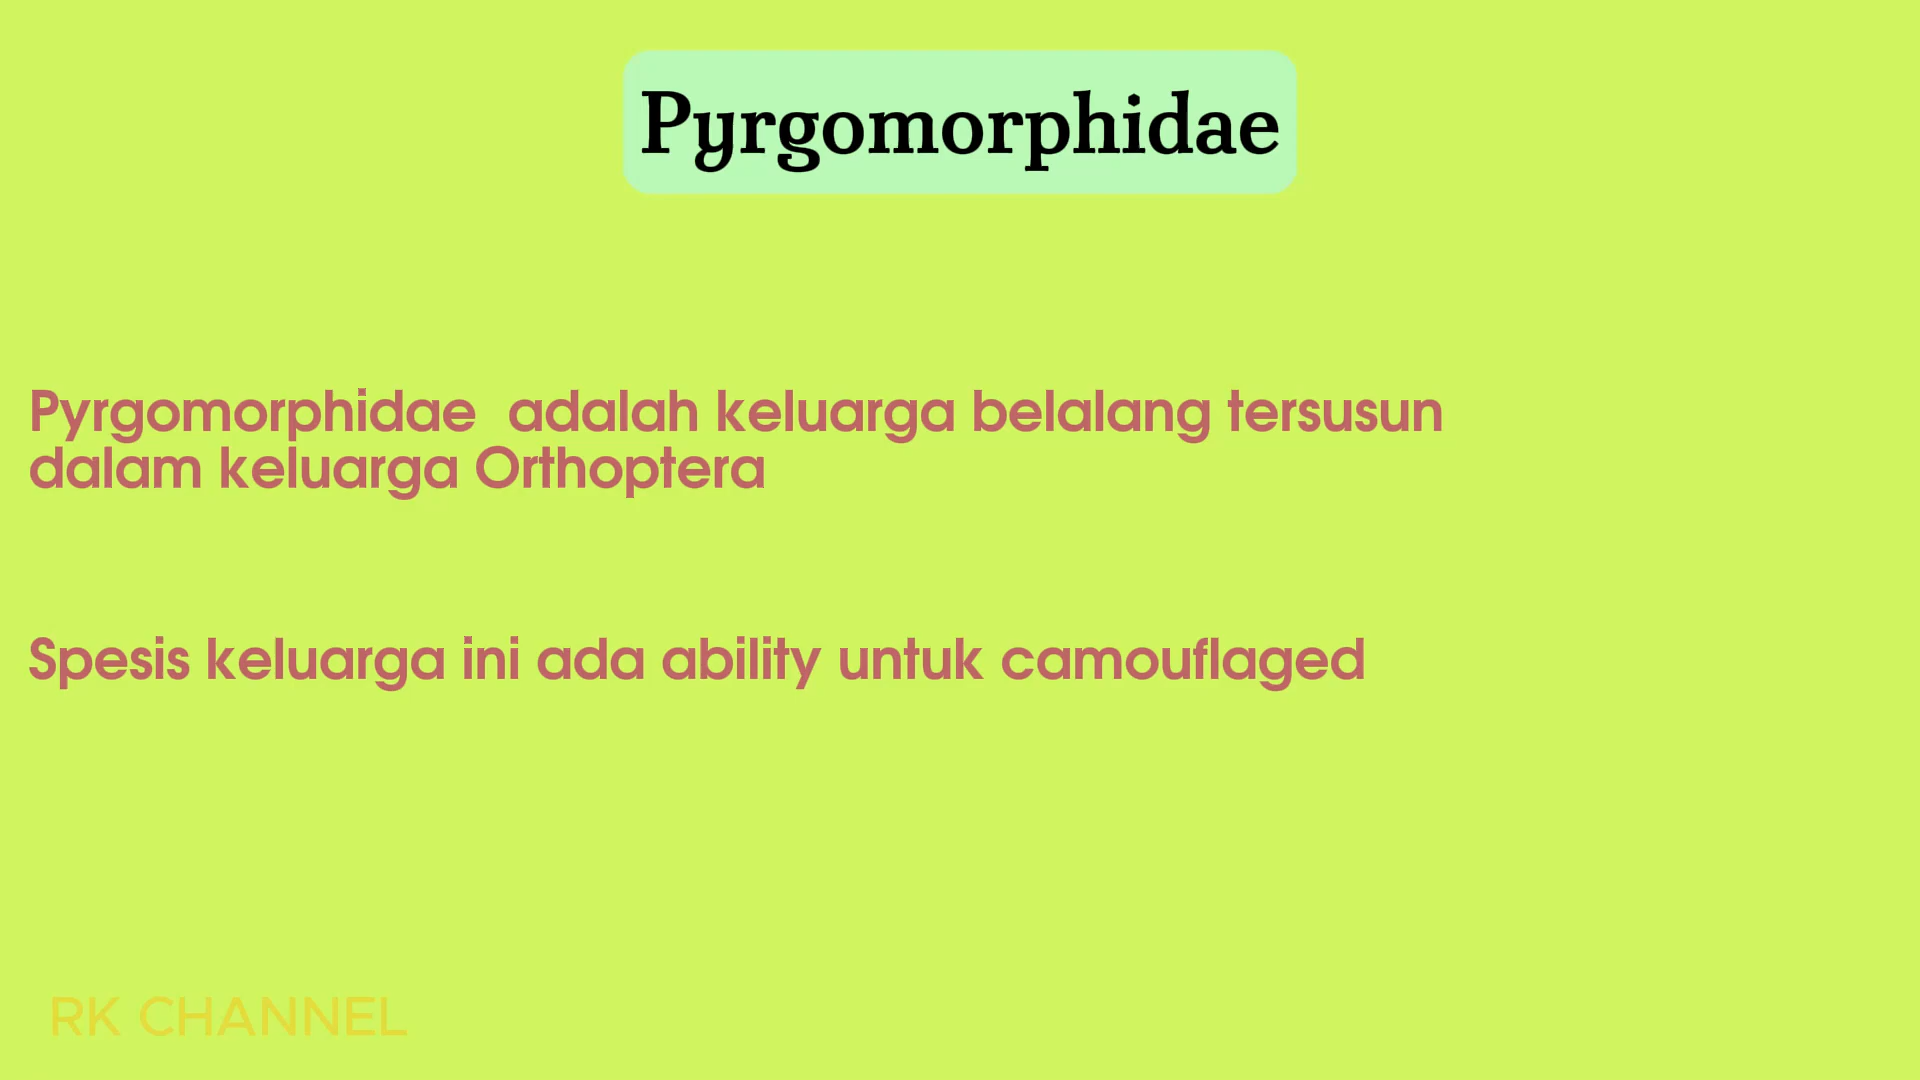 Pyrgomorphidae
Pyrgomorphidae  adalah keluarga belalang tersusun
dalam keluarga Orthoptera
Spesis keluarga ini ada ability untuk camouflaged
RK CHANNEL